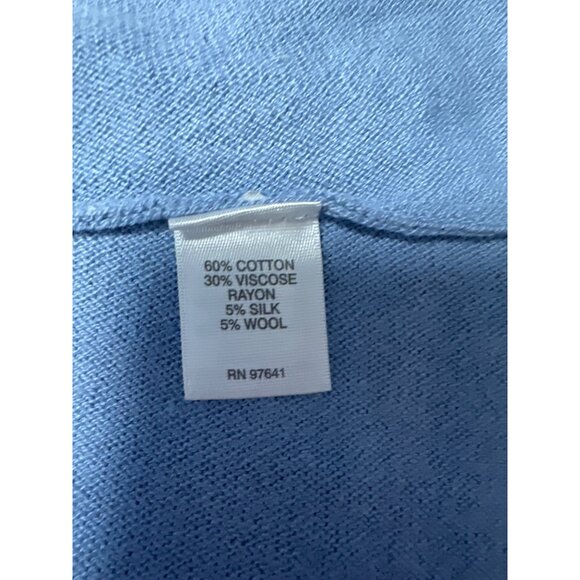 60% COTTON
30% VISCOSE
RAYON
5% SILK
5% WOOL
RN 97641